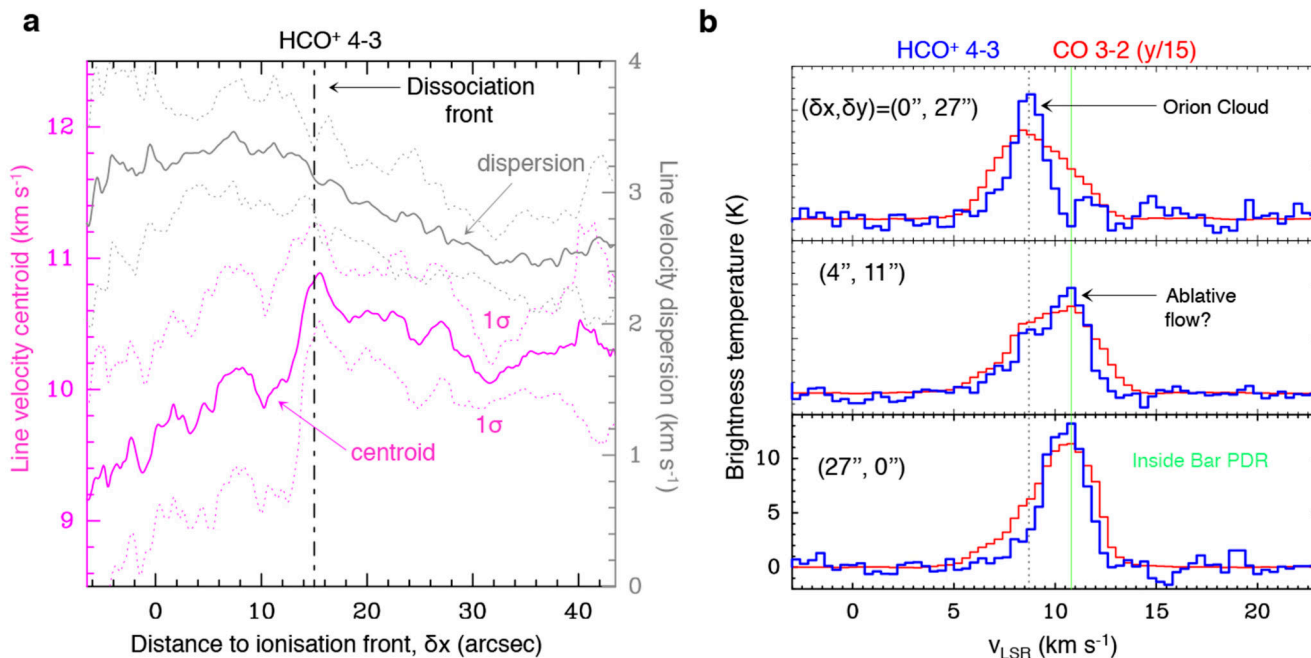 a
HCO⁺ 4-3
Dissociation
front
dispersion
1σ
1σ
centroid
Line velocity centroid (km s⁻¹)
12
11
10
9
Line velocity dispersion (km s⁻¹)
4
3
2
1
0
0 10 20 30 40
Distance to ionisation front, δx (arcsec)
b
HCO⁺ 4-3 CO 3-2 (y/15)
(δx,δy)=(0”, 27”)
Orion Cloud
(4”, 11”)
Ablative
flow?
(27”, 0”)
Inside Bar PDR
Brightness temperature (K)
10
5
0
0 5 10 15 20
v_LSR (km s⁻¹)